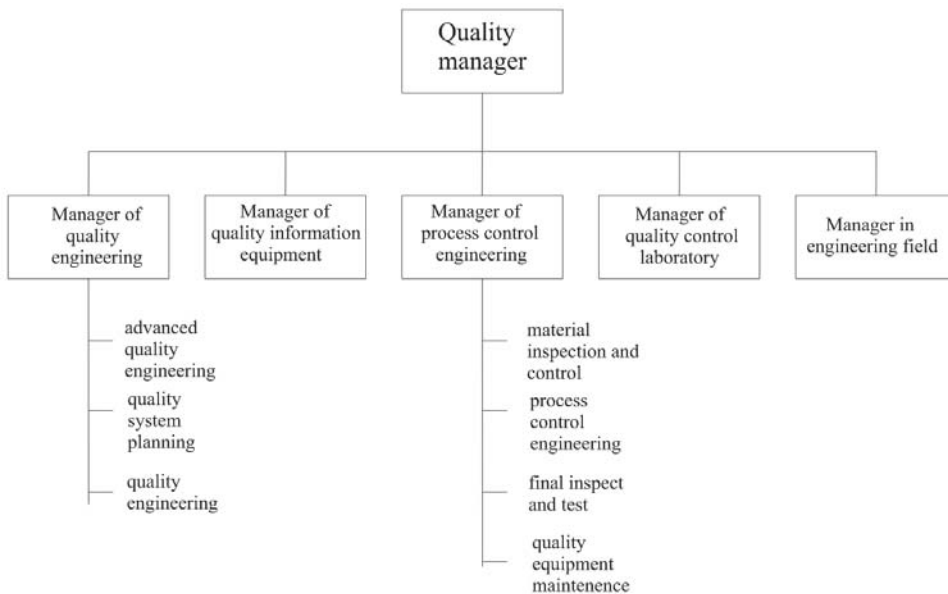 Quality
manager
Manager of
quality
engineering
Manager of
quality information
equipment
Manager of
process control
engineering
Manager of
quality control
laboratory
Manager in
engineering field
advanced
quality
engineering
quality
system
planning
quality
engineering
material
inspection and
control
process
control
engineering
final inspect
and test
quality
equipment
maintenence